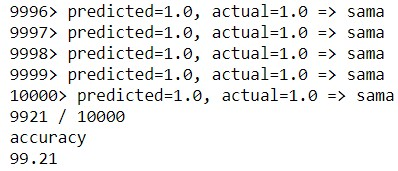 9996> predicted=1.0, actual=1.0 => sama
9997> predicted=1.0, actual=1.0 => sama
9998> predicted=1.0, actual=1.0 => sama
9999> predicted=1.0, actual=1.0 => sama
10000> predicted=1.0, actual=1.0 => sama
9921 / 10000
accuracy
99.21